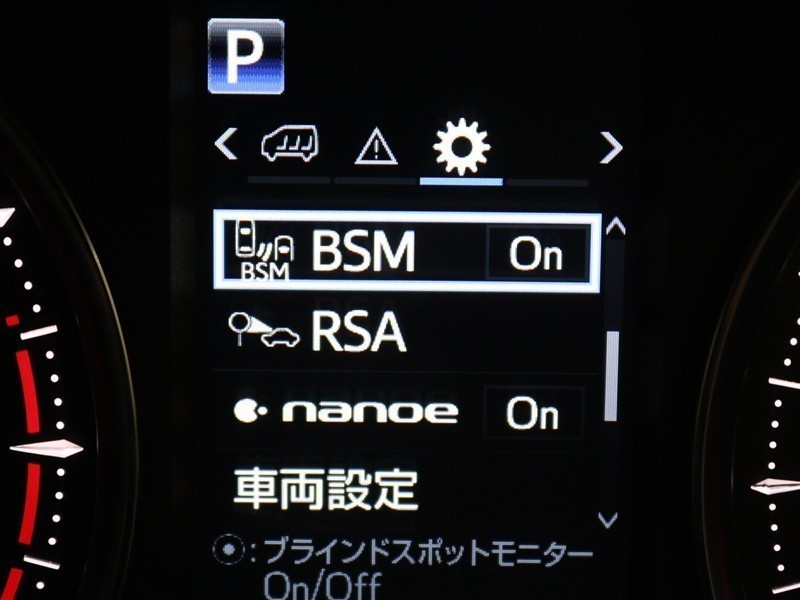 P
BSM BSM On
RSA
nanoe On
車両設定
: ブラインドスポットモニター
On/Off